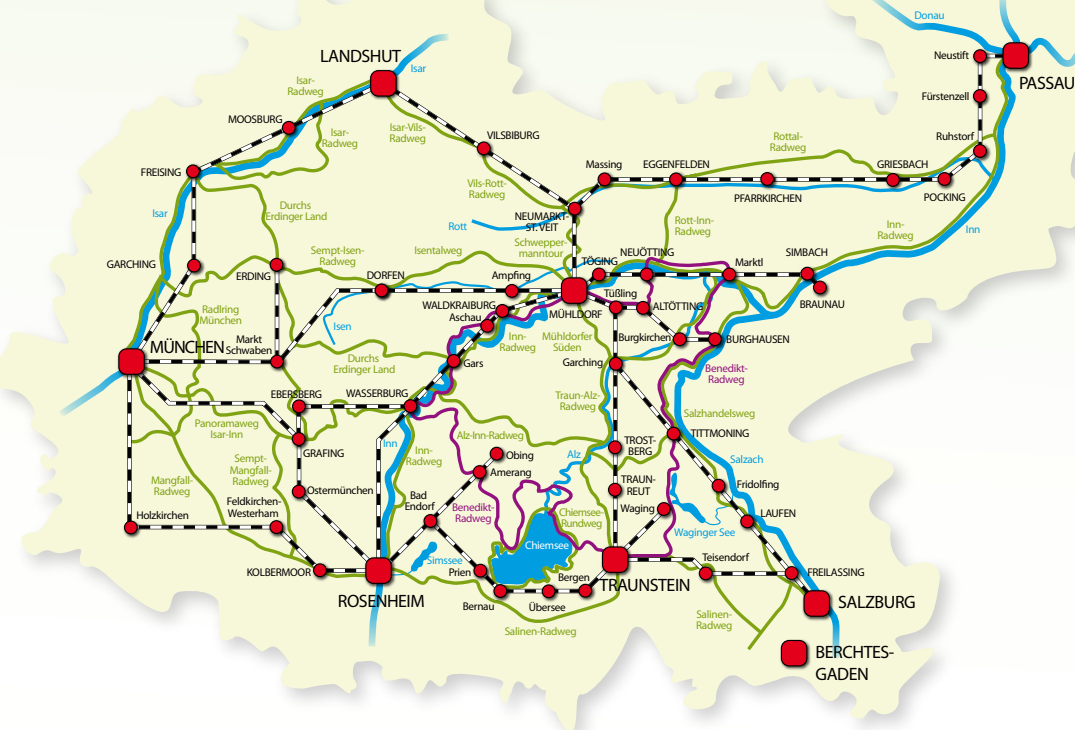 Donau
Neustift
PASSAU
LANDSHUT
Isar
Isar-
Radweg
Fürstenzell
MOOSBURG
Isar-
Radweg
Isar-Vils-
Radweg
VILSBIBURG
Ruhstorf
Rottal-
Radweg
FREISING
Massing
EGGENFELDEN
GRIESBACH
Vils-Rott-
Radweg
PFARRKIRCHEN
POCKING
Isar
Durchs
Erdinger Land
Rott
NEUMARKT-
ST. VEIT
Rott-Inn-
Radweg
Inn-
Radweg
Inn
GARCHING
ERDING
Sempt-Isen-
Radweg
Isentalweg
Schwepper-
manntour
TÖGING
NEUÖTTING
Marktl
SIMBACH
DORFEN
Ampfing
Tüßling
BRAUNAU
Radlring
München
Isen
WALDKRAIBURG
Aschau
MÜHLDORF
ALTÖTTING
MÜNCHEN
Markt
Schwaben
Inn-
Radweg
Mühldorfer
Süden
Burgkirchen
BURGHAUSEN
Durchs
Erdinger Land
Gars
Garching
Benedikt-
Radweg
EBERSBERG
WASSERBURG
Traun-Alz-
Radweg
Salzhandelsweg
Panoramaweg
Isar-Inn
Inn
Alz-Inn-Radweg
TITTMONING
GRAFING
Inn-
Radweg
Obing
Alz
TROST-
BERG
Salzach
Sempt-
Mangfall-
Radweg
Amerang
Mangfall-
Radweg
Ostermünchen
TRAUN-
REUT
Fridolfing
Feldkirchen-
Westerham
Bad
Endorf
Benedikt-
Radweg
Chiemsee-
Rundweg
Waging
LAUFEN
Holzkirchen
Waginger See
Chiemsee
Simssee
Teisendorf
KOLBERMOOR
Prien
Bergen
FREILASSING
ROSENHEIM
TRAUNSTEIN
Bernau
Übersee
SALZBURG
Salinen-Radweg
Salinen-
Radweg
BERCHTES-
GADEN